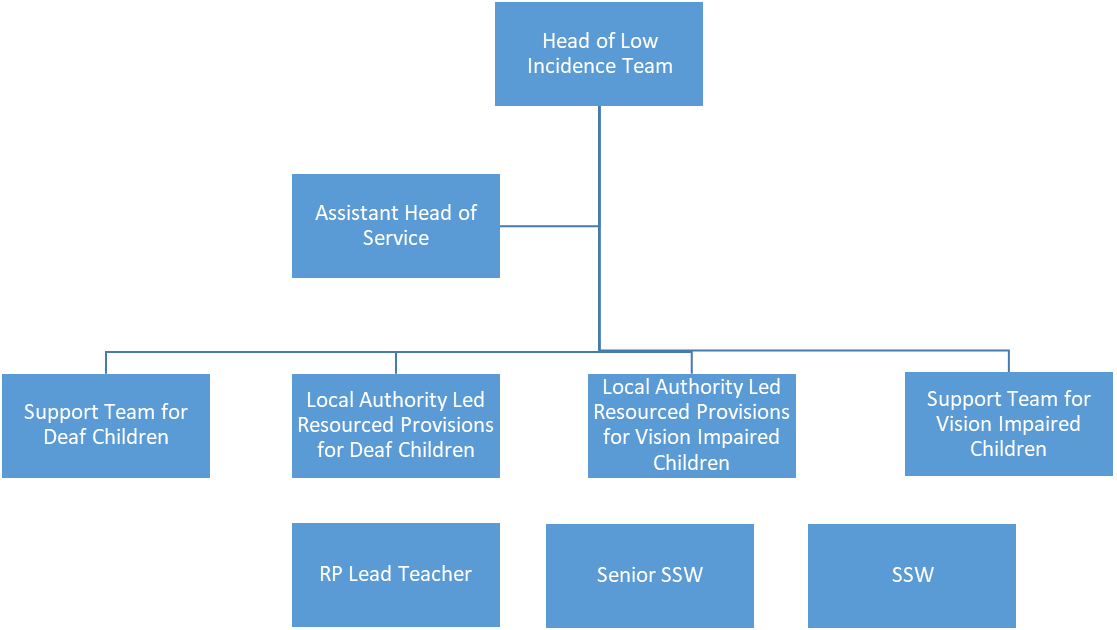 Head of Low
Incidence Team
Assistant Head of
Service
Support Team for
Deaf Children
Local Authority Led
Resourced Provisions
for Deaf Children
Local Authority Led
Resourced Provisions
for Vision Impaired
Children
Support Team for
Vision Impaired
Children
RP Lead Teacher
Senior SSW
SSW